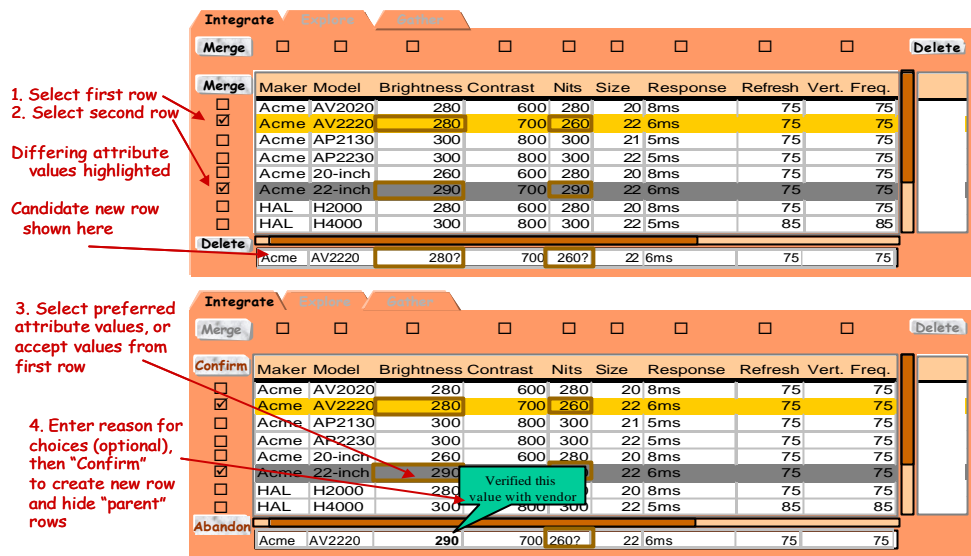 Integrate Explore Gather
Merge Delete
Merge Maker Model Brightness Contrast Nits Size Response Refresh Vert. Freq.
1. Select first row
2. Select second row
Differing attribute
values highlighted
Candidate new row
shown here
Acme AV2020 280 600 280 20 8ms 75 75
Acme AV2220 280 700 260 22 6ms 75 75
Acme AP2130 300 800 300 21 5ms 75 75
Acme AP2230 300 800 300 22 5ms 75 75
Acme 20-inch 260 600 280 20 8ms 75 75
Acme 22-inch 290 700 290 22 6ms 75 75
HAL H2000 280 600 280 20 8ms 75 75
HAL H4000 300 800 300 22 5ms 85 85
Delete
Acme AV2220 280? 700 260? 22 6ms 75 75
Integrate Explore Gather
Merge Delete
3. Select preferred
attribute values, or
accept values from
first row
4. Enter reason for
choices (optional),
then “Confirm”
to create new row
and hide “parent”
rows
Confirm Maker Model Brightness Contrast Nits Size Response Refresh Vert. Freq.
Acme AV2020 280 600 280 20 8ms 75 75
Acme AV2220 280 700 260 22 6ms 75 75
Acme AP2130 300 800 300 21 5ms 75 75
Acme AP2230 300 800 300 22 5ms 75 75
Acme 20-inch 260 600 280 20 8ms 75 75
Acme 22-inch 290 22 6ms 75 75
HAL H2000 280 20 8ms 75 75
HAL H4000 300 800 300 22 5ms 85 85
Verified this
value with vendor
Abandon
Acme AV2220 290 700 260? 22 6ms 75 75